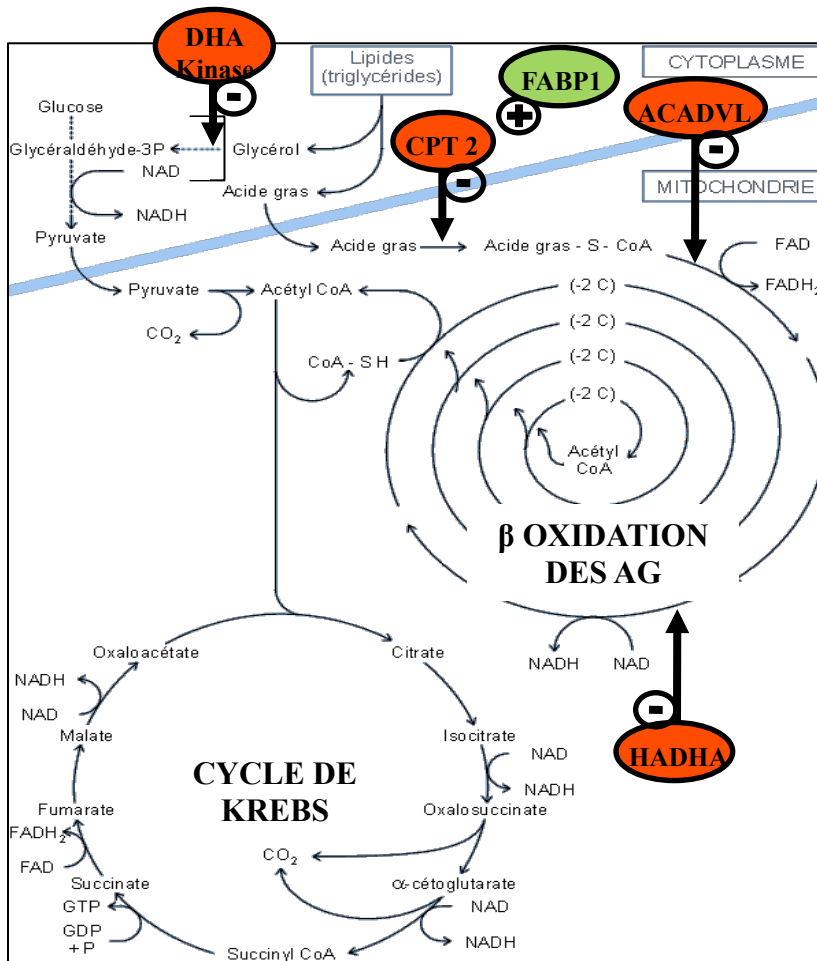 DHA
Kinase
-
Lipides
(triglycérides)
FABP1
+
CYTOPLASME
ACADVL
-
Glucose
CPT 2
-
Glycéraldéhyde-3P
Glycérol
MITOCHONDRIE
NAD
Acide gras
NADH
Pyruvate
Acide gras
Acide gras - S - CoA
FAD
FADH2
Pyruvate
Acétyl CoA
(-2 C)
CO2
(-2 C)
CoA - SH
(-2 C)
(-2 C)
Acétyl
CoA
β OXIDATION
DES AG
Oxaloacétate
Citrate
NADH
NAD
NADH
NAD
-
HADHA
Malate
Isocitrate
NAD
NADH
CYCLE DE
KREBS
Fumarate
Oxalosuccinate
FADH2
FAD
CO2
Succinate
α-cétoglutarate
GTP
NAD
GDP
+P
NADH
Succinyl CoA